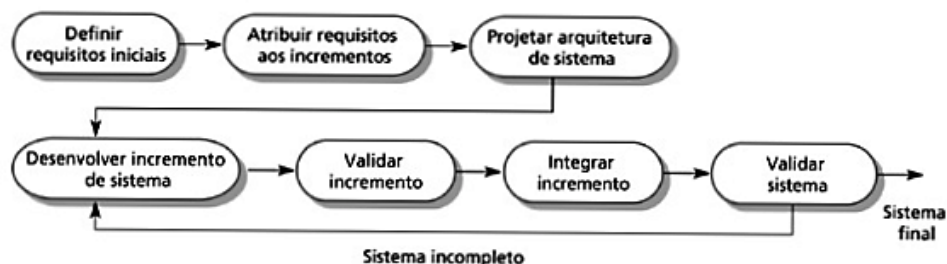 Definir
requisitos iniciais
Atribuir requisitos
aos incrementos
Projetar arquitetura
de sistema
Desenvolver incremento
de sistema
Validar
incremento
Integrar
incremento
Validar
sistema
Sistema
final
Sistema incompleto